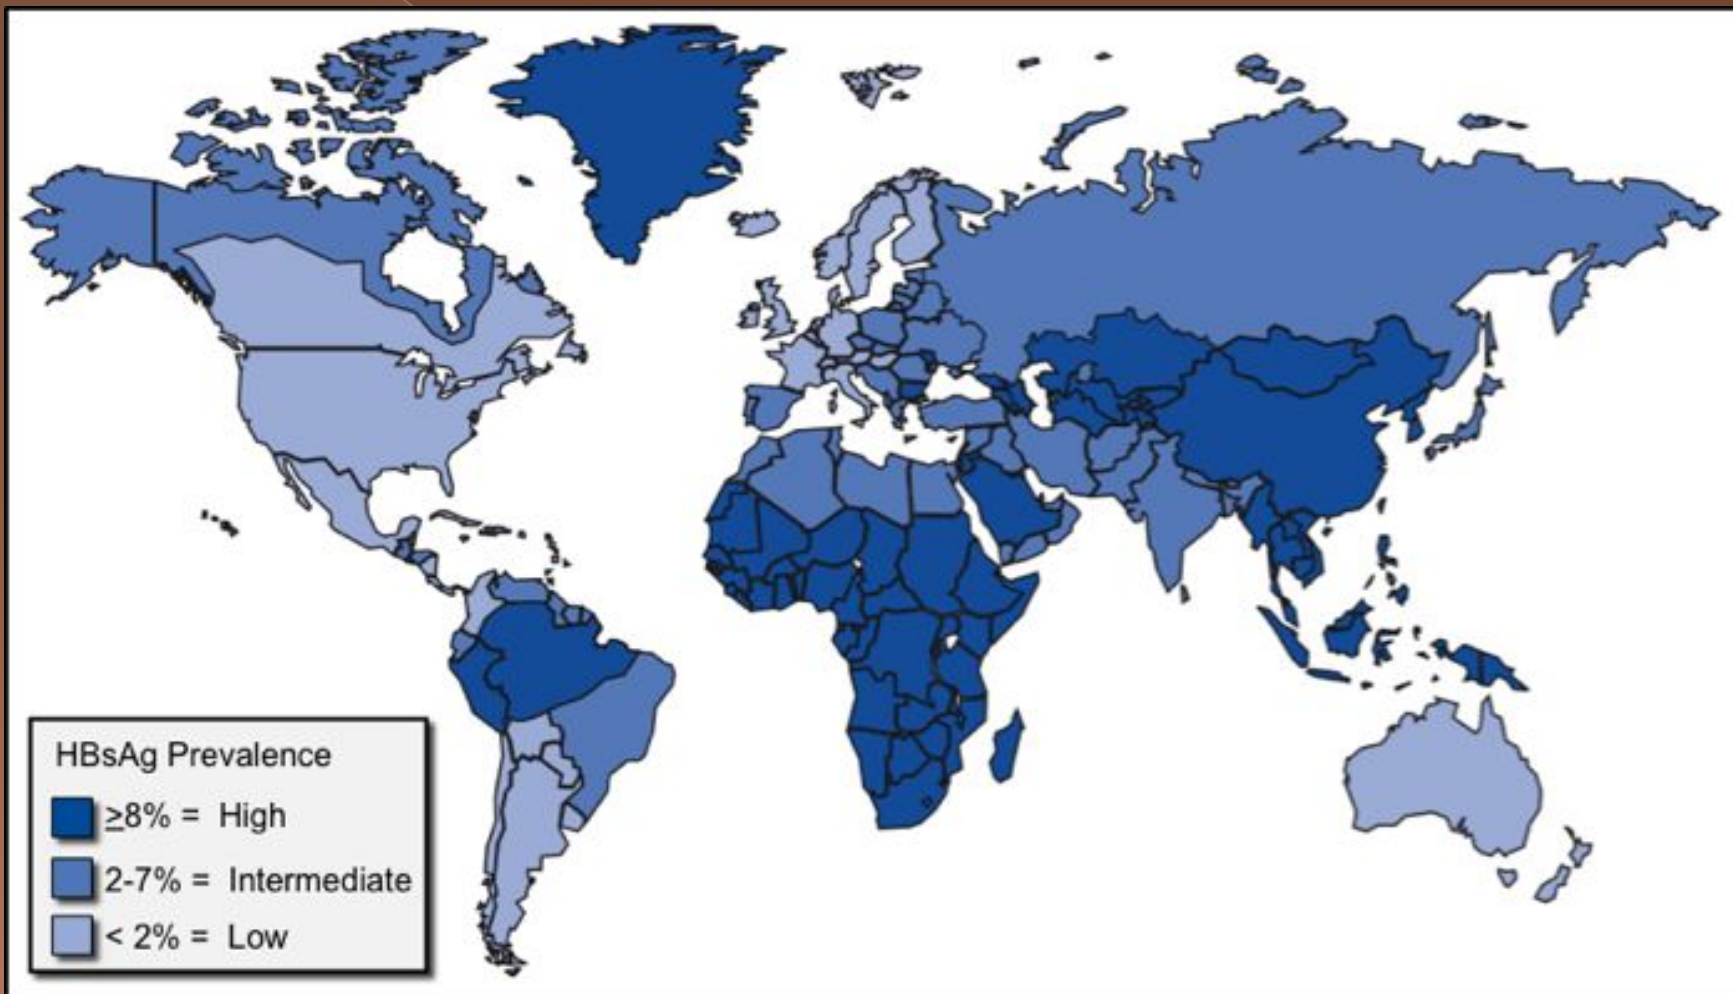 HBsAg Prevalence
≥8% = High
2-7% = Intermediate
< 2% = Low